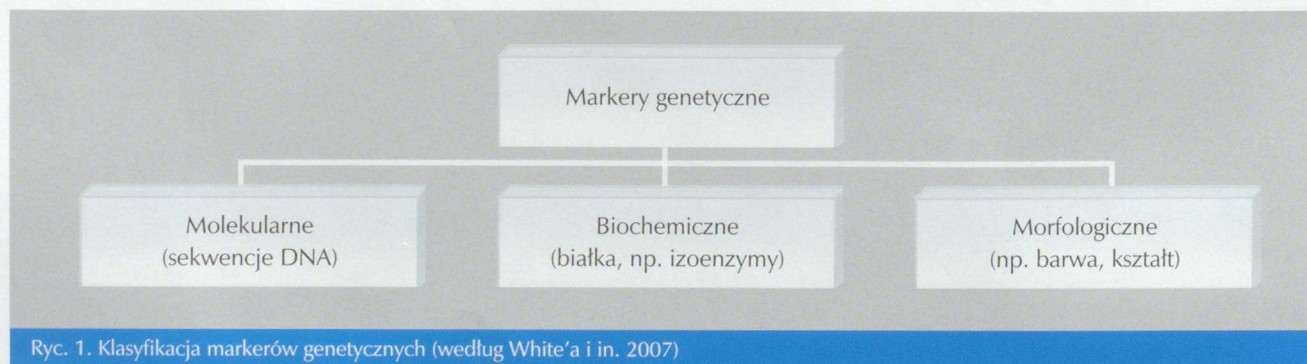 Markery genetyczne
Molekularne
(sekwencje DNA)
Biochemiczne
(białka, np. izoenzymy)
Morfologiczne
(np. barwa, kształt)
Ryc. 1. Klasyfikacja markerów genetycznych (według White'a i in. 2007)